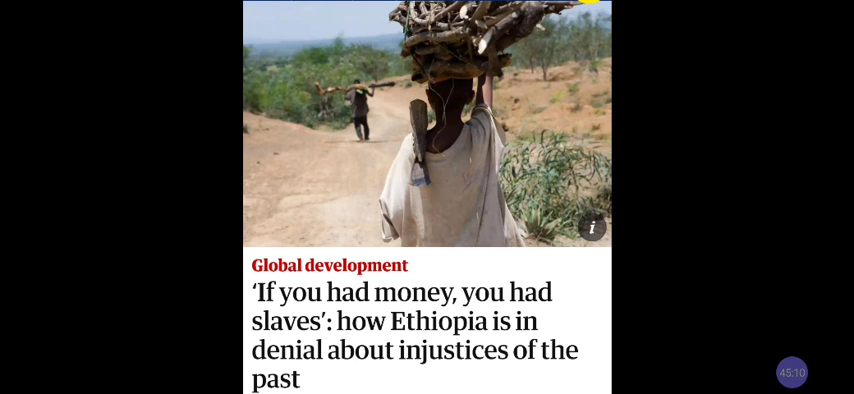 i
Global development
‘If you had money, you had
slaves’: how Ethiopia is in
denial about injustices of the
past
45:10